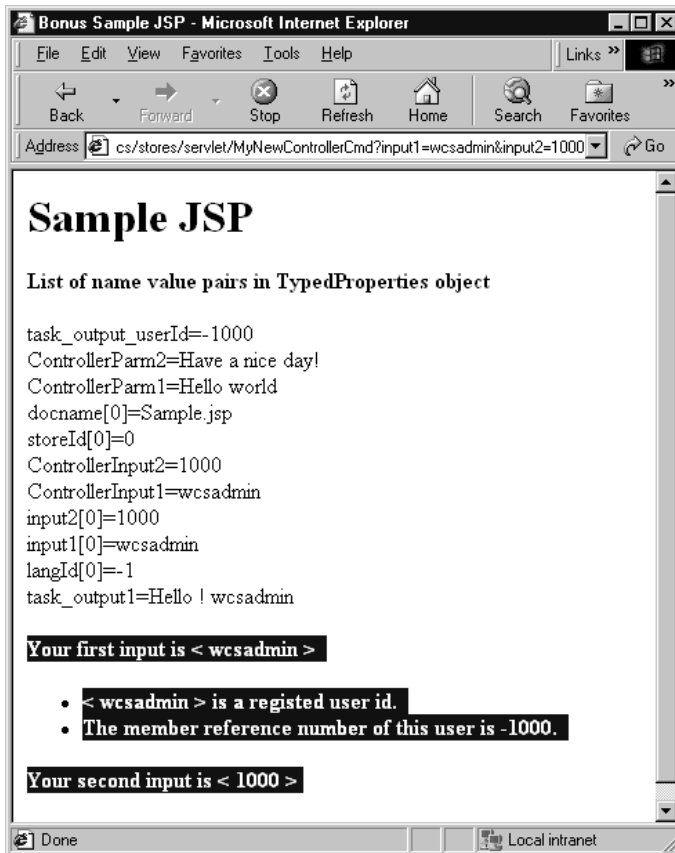 Bonus Sample JSP - Microsoft Internet Explorer
File Edit View Favorites Tools Help Links »
Back Forward Stop Refresh Home Search Favorites »
Address cs/stores/servlet/MyNewControllerCmd?input1=wcsadmin&input2=1000 Go
Sample JSP
List of name value pairs in TypedProperties object
task_output_userId=-1000
ControllerParm2=Have a nice day!
ControllerParm1=Hello world
docname[0]=Sample.jsp
storeId[0]=0
ControllerInput2=1000
ControllerInput1=wcsadmin
input2[0]=1000
input1[0]=wcsadmin
langId[0]=-1
task_output1=Hello ! wcsadmin
Your first input is < wcsadmin >
• < wcsadmin > is a registed user id.
• The member reference number of this user is -1000.
Your second input is < 1000 >
Done Local intranet